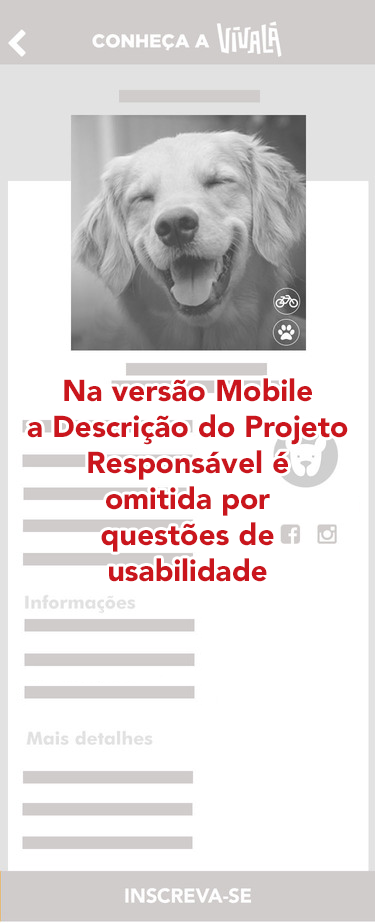 CONHEÇA A VIVALÁ
Na versão Mobile
a Descrição do Projeto
Responsável é
omitida por
questões de
usabilidade
Informações
Mais detalhes
INSCREVA-SE